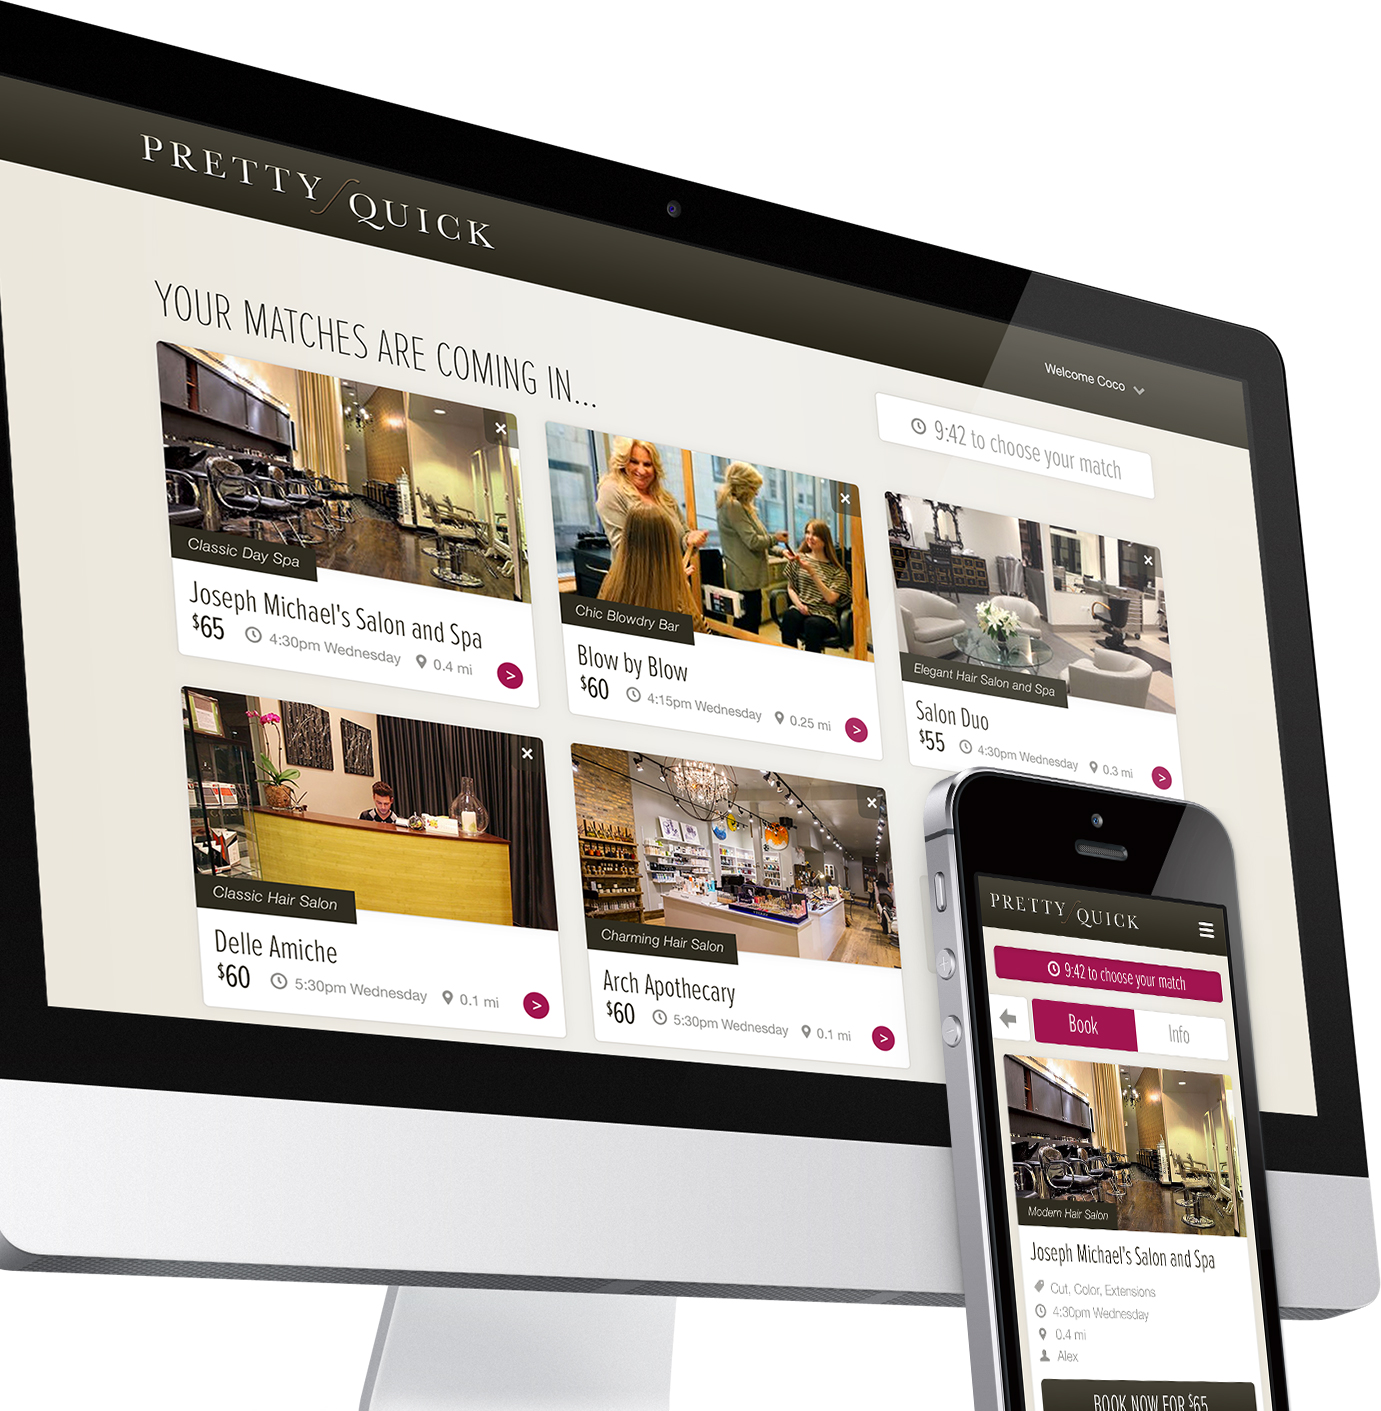 PRETTY QUICK
Welcome Coco
YOUR MATCHES ARE COMING IN...
9:42 to choose your match
Classic Day Spa
Joseph Michael's Salon and Spa
$65 4:30pm Wednesday 0.4 mi >
Chic Blowdry Bar
Blow by Blow
$60 4:15pm Wednesday 0.25 mi >
Elegant Hair Salon and Spa
Salon Duo
$55 4:30pm Wednesday 0.3 mi >
Classic Hair Salon
Delle Amiche
$60 5:30pm Wednesday 0.1 mi >
Charming Hair Salon
Arch Apothecary
$60 5:30pm Wednesday 0.1 mi >
PRETTY QUICK
9:42 to choose your match
Book Info
Modern Hair Salon
Joseph Michael's Salon and Spa
Cut, Color, Extensions
4:30pm Wednesday
0.4 mi
Alex
BOOK NOW FOR $65